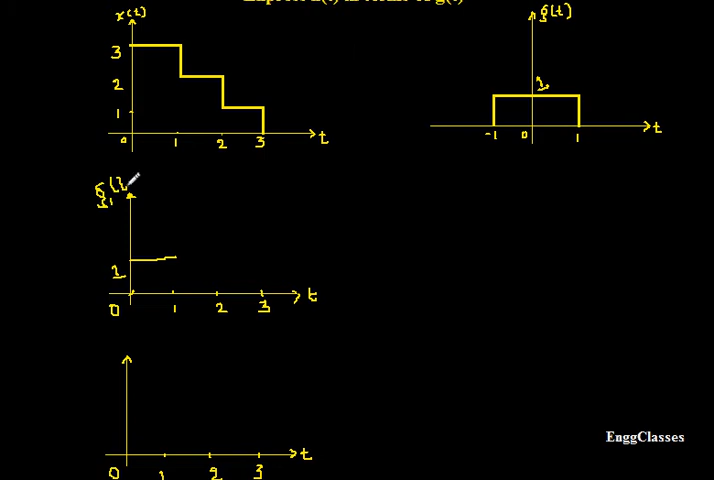 x(t)
g(t)
3
2
1
0 1 2 3 t
1
-1 0 1 t
g1
1
0 1 2 3 t
0 1 2 3 t
EnggClasses